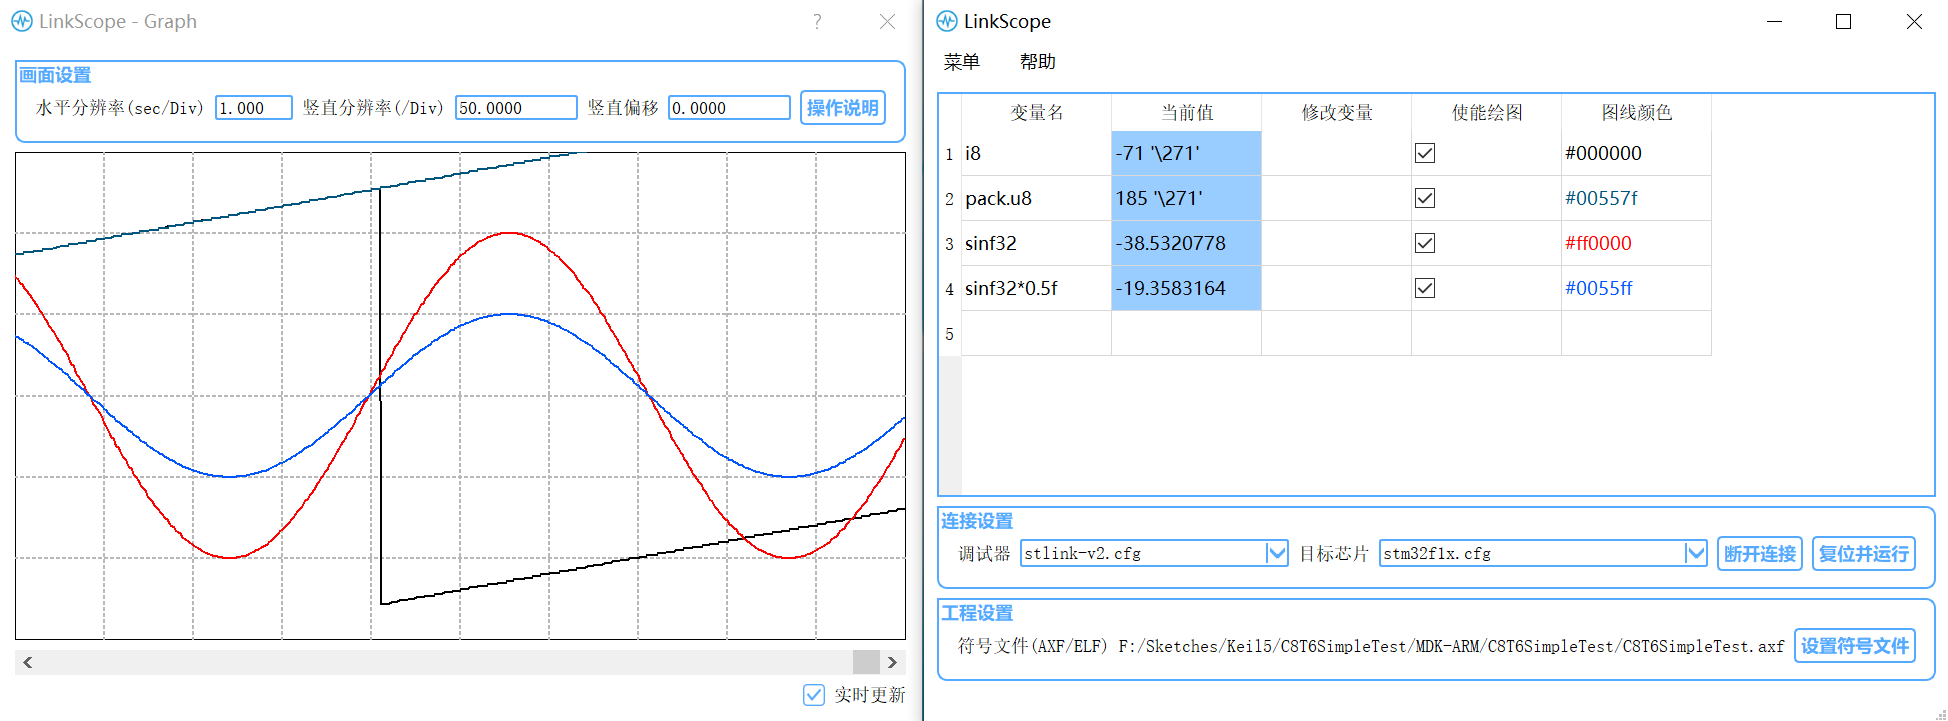 LinkScope - Graph
画面设置
水平分辨率(sec/Div) 1.000 竖直分辨率(/Div) 50.0000 竖直偏移 0.0000 操作说明
实时更新
LinkScope
菜单 帮助
变量名 当前值 修改变量 使能绘图 图线颜色
1 i8 -71 '\271' #000000
2 pack.u8 185 '\271' #00557f
3 sinf32 -38.5320778 #ff0000
4 sinf32*0.5f -19.3583164 #0055ff
5
连接设置
调试器 stlink-v2.cfg 目标芯片 stm32f1x.cfg 断开连接 复位并运行
工程设置
符号文件(AXF/ELF) F:/Sketches/Keil5/C8T6SimpleTest/MDK-ARM/C8T6SimpleTest/C8T6SimpleTest.axf 设置符号文件